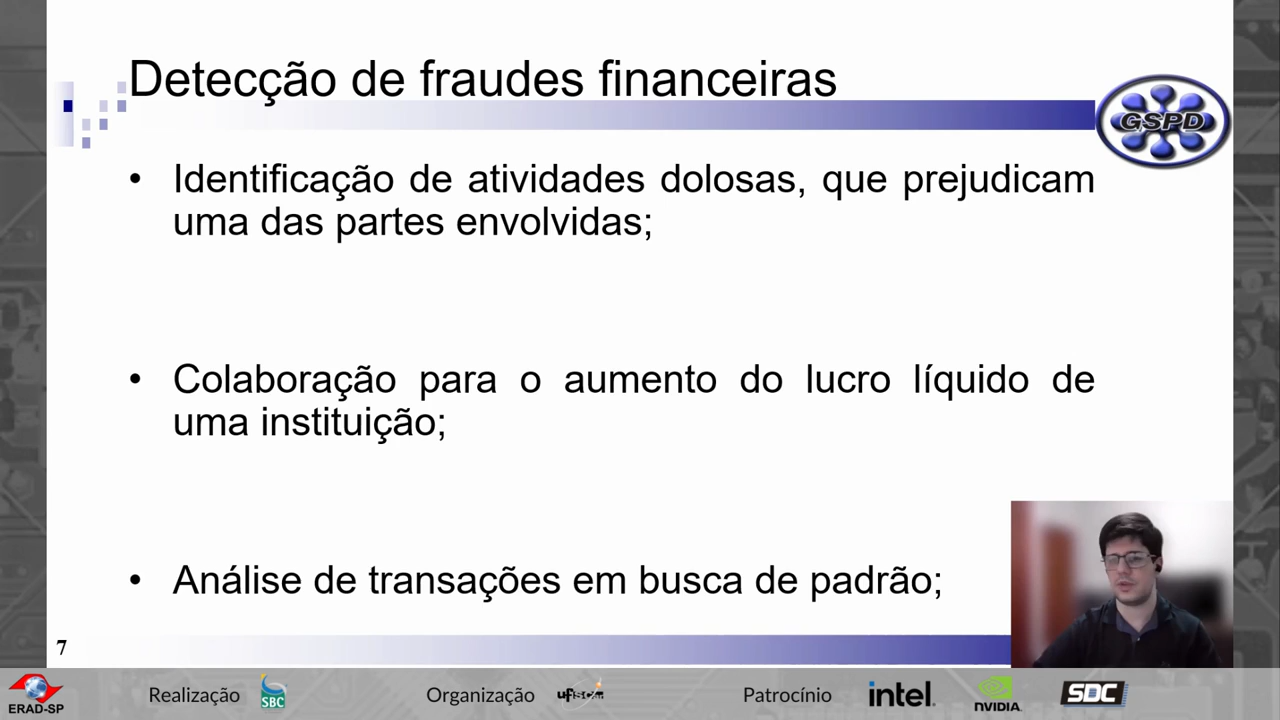 Detecção de fraudes financeiras
GSPD
• Identificação de atividades dolosas, que prejudicam
uma das partes envolvidas;
• Colaboração para o aumento do lucro líquido de
uma instituição;
• Análise de transações em busca de padrão;
7
ERAD-SP
Realização
SBC
Organização
ufscar
Patrocínio
intel.
NVIDIA
SDC